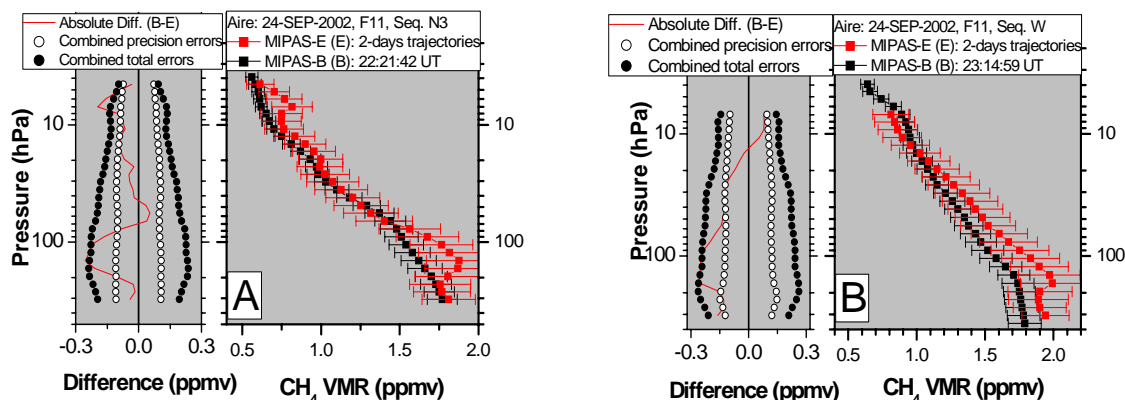 Absolute Diff. (B-E)
Combined precision errors
Combined total errors
Aire: 24-SEP-2002, F11, Seq. N3
MIPAS-E (E): 2-days trajectories
MIPAS-B (B): 22:21:42 UT
Pressure (hPa)
10
100
A
10
100
-0.3 0.0 0.3
0.5 1.0 1.5 2.0
Difference (ppmv)
CH4 VMR (ppmv)
Absolute Diff. (B-E)
Combined precision errors
Combined total errors
Aire: 24-SEP-2002, F11, Seq. W
MIPAS-E (E): 2-days trajectories
MIPAS-B (B): 23:14:59 UT
Pressure (hPa)
10
100
B
10
100
-0.3 0.0 0.3
0.5 1.0 1.5 2.0
Difference (ppmv)
CH4 VMR (ppmv)